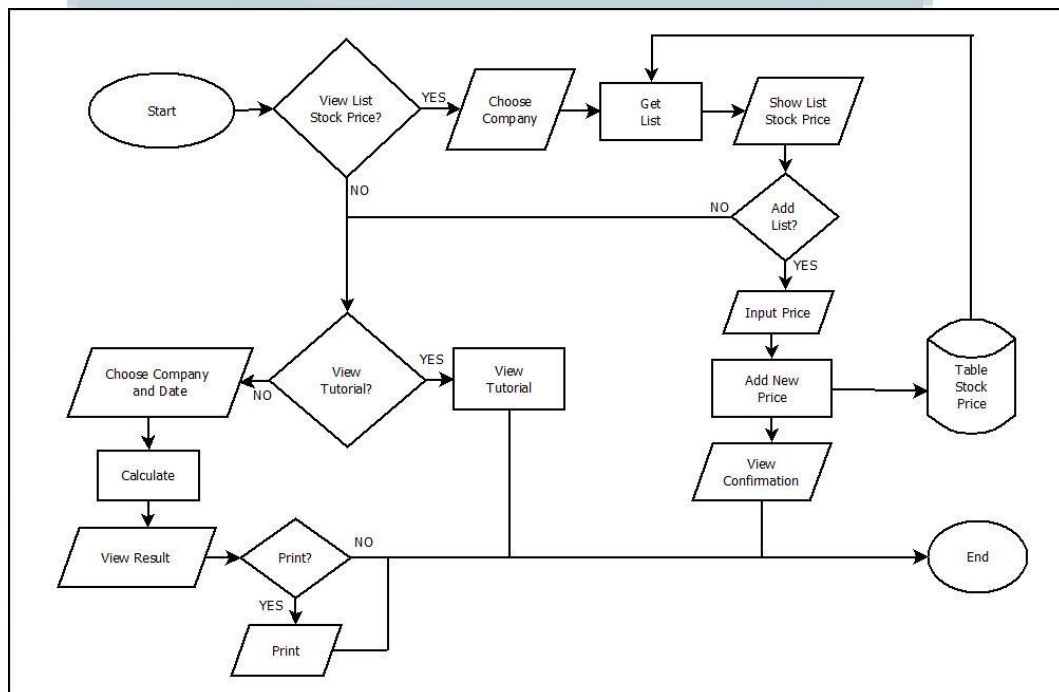 Start
View List
Stock Price?
YES
Choose
Company
Get
List
Show List
Stock Price
NO
NO
Add
List?
YES
Input Price
Choose Company
and Date
NO
View
Tutorial?
YES
View
Tutorial
Add New
Price
Table
Stock
Price
Calculate
View
Confirmation
View Result
Print?
NO
End
YES
Print